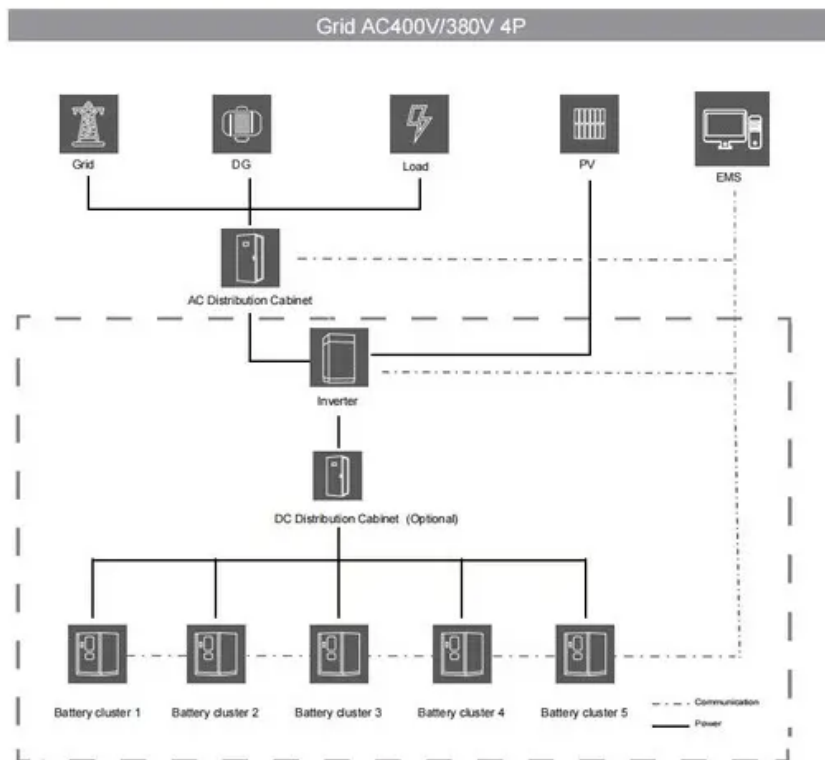 Grid AC400V/380V 4P
Grid
DG
Load
PV
EMS
AC Distribution Cabinet
Inverter
DC Distribution Cabinet (Optional)
Battery cluster 1
Battery cluster 2
Battery cluster 3
Battery cluster 4
Battery cluster 5
Communication
Power